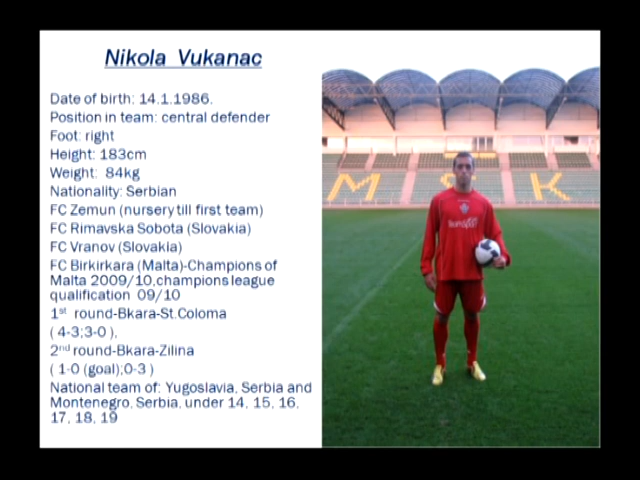 Nikola Vukanac
Date of birth: 14.1.1986.
Position in team: central defender
Foot: right
Height: 183cm
Weight: 84kg
Nationality: Serbian
FC Zemun (nursery till first team)
FC Rimavska Sobota (Slovakia)
FC Vranov (Slovakia)
FC Birkirkara (Malta)-Champions of
Malta 2009/10,champions league
qualification 09/10
1st round-Bkara-St.Coloma
( 4-3;3-0 ).
2nd round-Bkara-Zilina
( 1-0 (goal);0-3 )
National team of: Yugoslavia, Serbia and
Montenegro, Serbia, under 14, 15, 16,
17, 18, 19
M S K